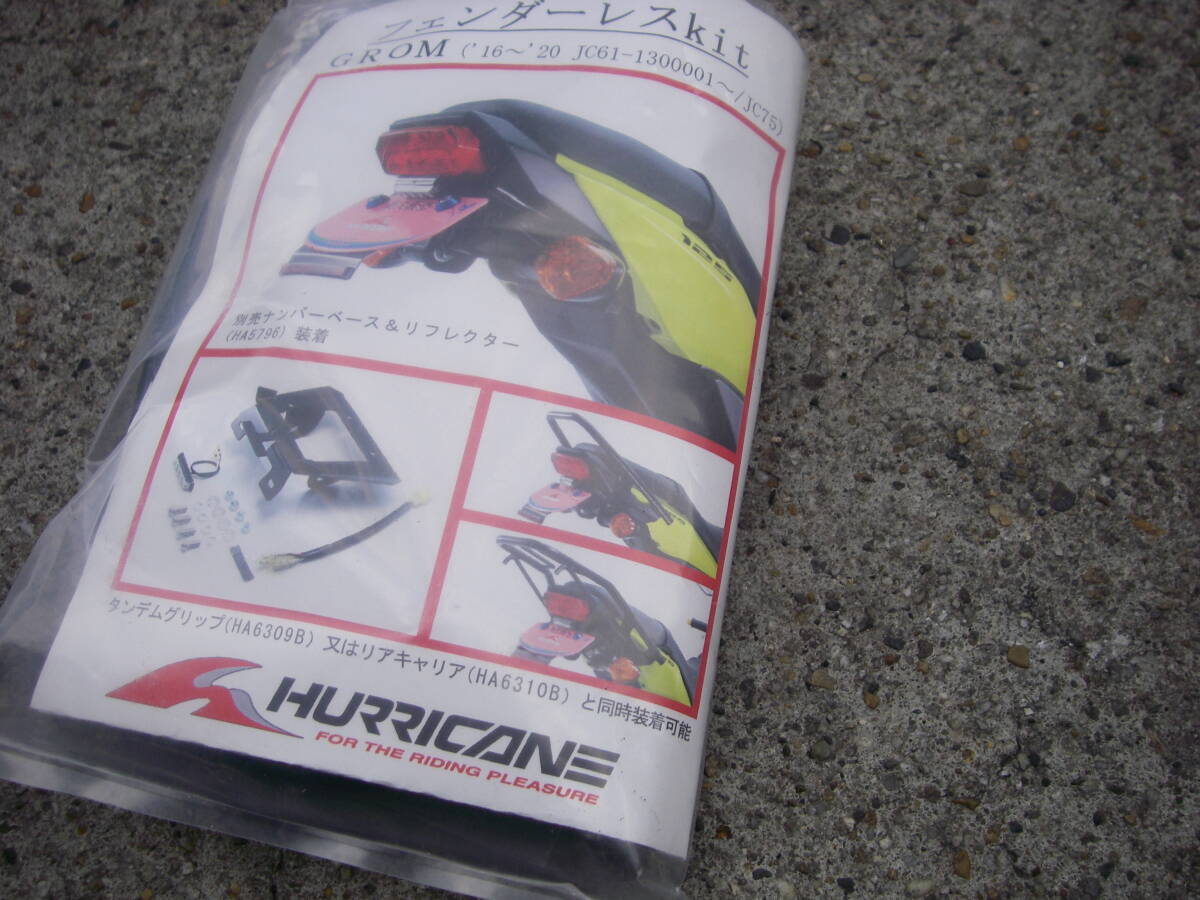 フェンダーレスkit
GROM ('16～'20 JC61-1300001～/JC75)
125
別売ナンバーベース＆リフレクター
(HA5796) 装着
タンデムグリップ(HA6309B) 又はリアキャリア(HA6310B) と同時装着可能
HURRICANE
FOR THE RIDING PLEASURE